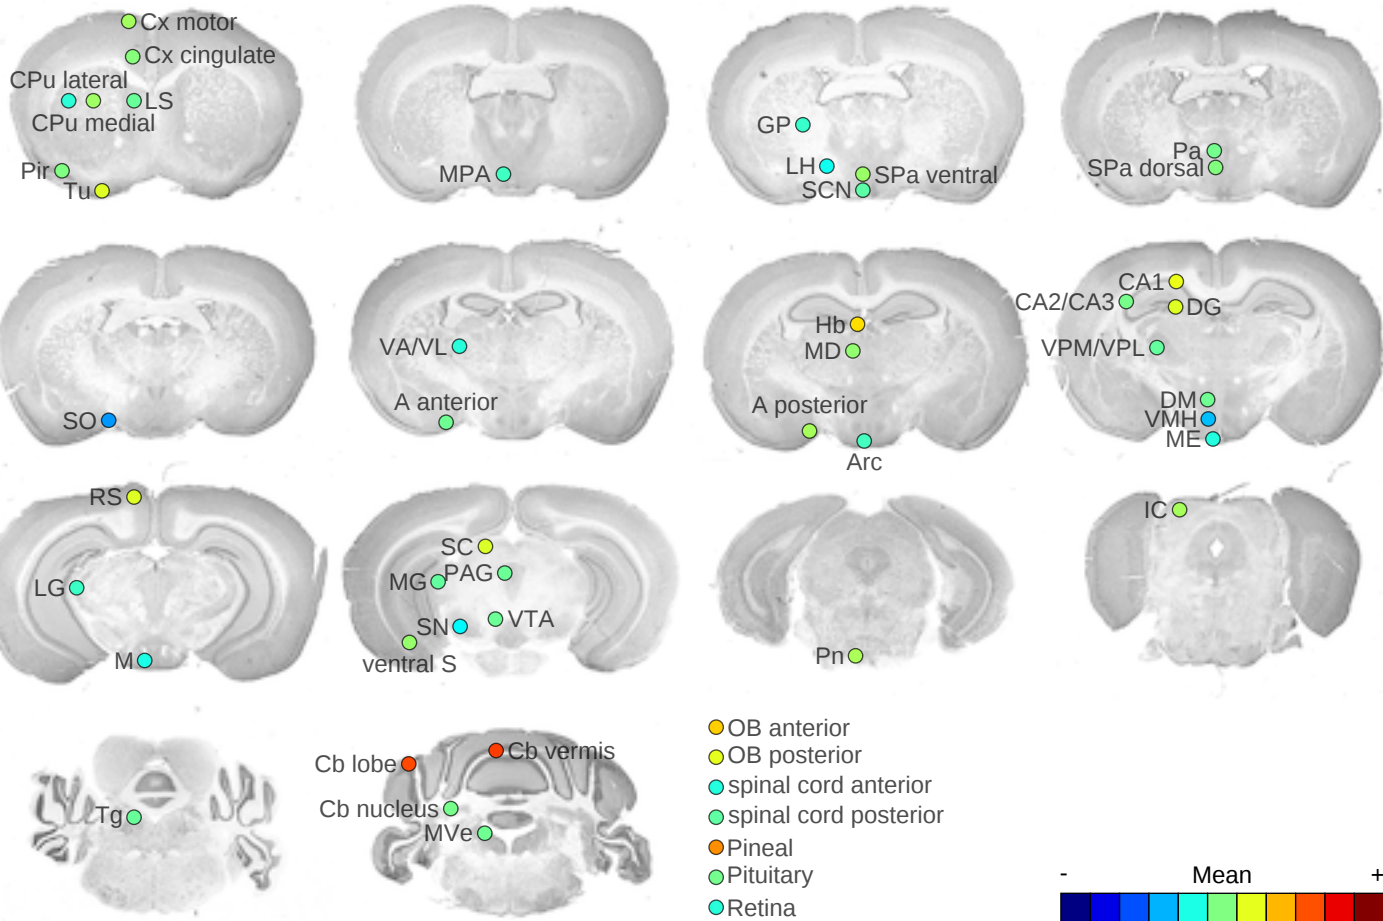 Cx motor
Cx cingulate
CPu lateral
LS
CPu medial
Pir
Tu
MPA
GP
LH
SPa ventral
SCN
Pa
SPa dorsal
SO
VA/VL
A anterior
Hb
MD
A posterior
Arc
CA1
CA2/CA3
DG
VPM/VPL
DM
VMH
ME
RS
LG
M
SC
PAG
MG
VTA
SN
ventral S
Pn
IC
Tg
Cb lobe
Cb vermis
Cb nucleus
MVe
OB anterior
OB posterior
spinal cord anterior
spinal cord posterior
Pineal
Pituitary
Retina
- Mean +